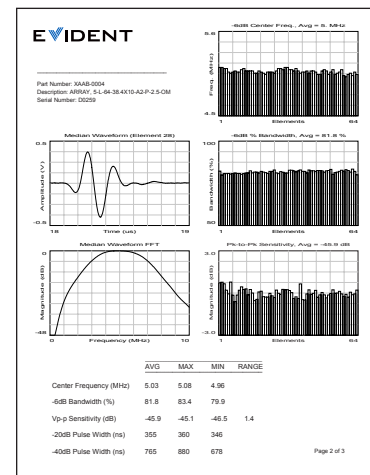 EVIDENT
Part Number: XAAB-0004
Description: ARRAY, 5-L-64-38.4X10-A2-P-2.5-OM
Serial Number: D0259
-6dB Center Freq., Avg = 5. MHz
5.6
Freq. (MHz)
4.5
1 Elements 64
Median Waveform (Element 28)
0.5
Amplitude (V)
-0.5
18 Time (us) 19
-6dB % Bandwidth, Avg = 81.8 %
100
Bandwidth (%)
50
1 Elements 64
Median Waveform FFT
0
Magnitude (dB)
-48
0 Frequency (MHz) 10
Pk-to-Pk Sensitivity, Avg = -45.9 dB
3.0
Magnitude (dB)
-3.0
1 Elements 64
AVG MAX MIN RANGE
Center Frequency (MHz) 5.03 5.08 4.96
-6dB Bandwidth (%) 81.8 83.4 79.9
Vp-p Sensitivity (dB) -45.9 -45.1 -46.5 1.4
-20dB Pulse Width (ns) 355 360 346
-40dB Pulse Width (ns) 765 880 678
Page 2 of 3